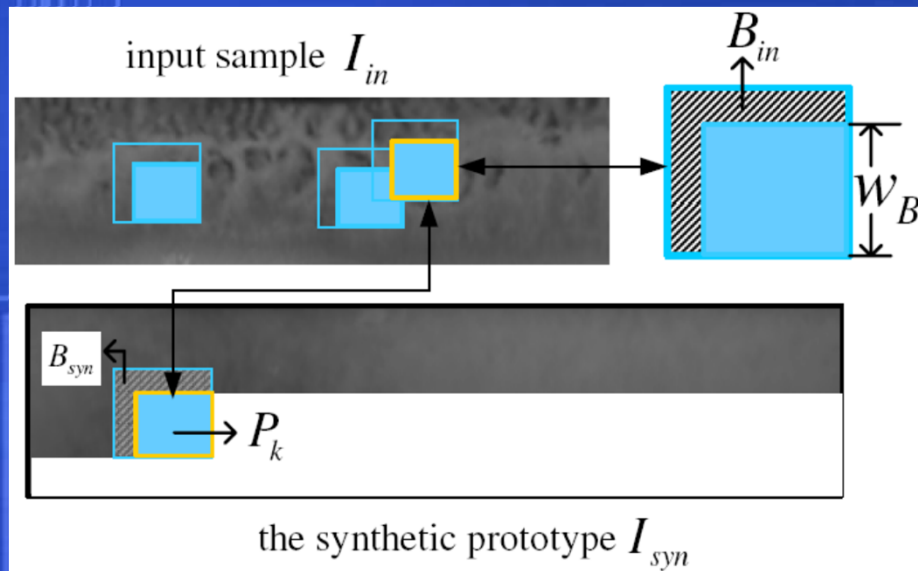 input sample I_in
B_in
w_B
B_syn
P_k
the synthetic prototype I_syn